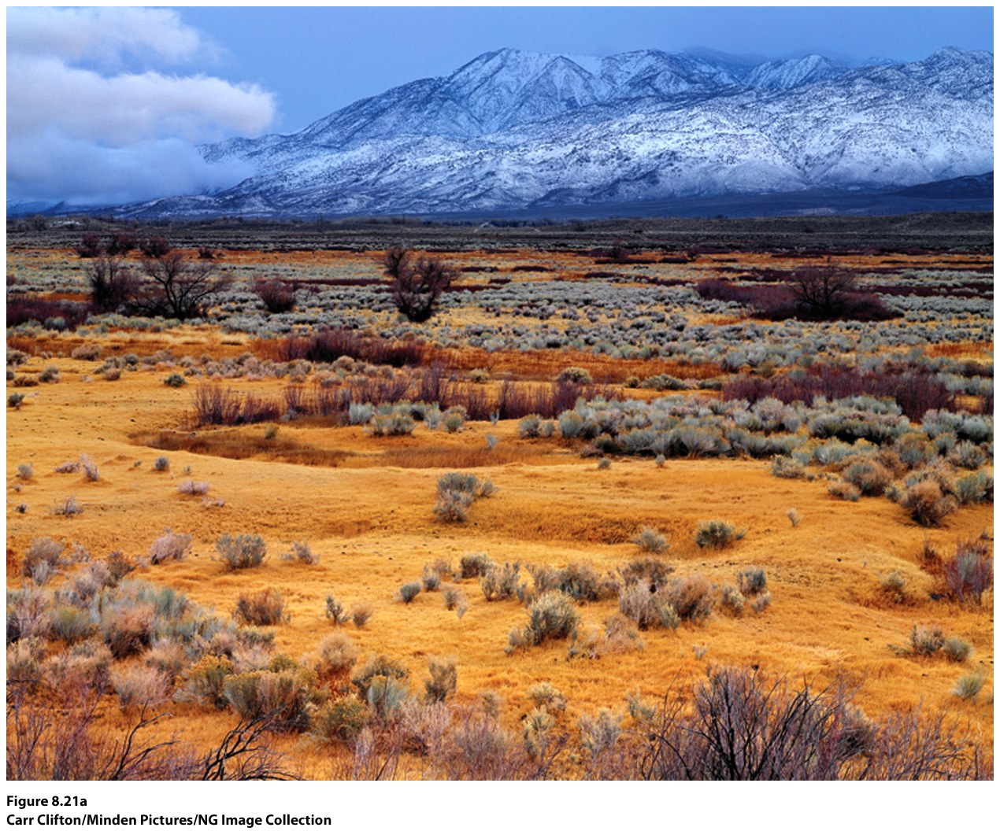 Figure 8.21a
Carr Clifton/Minden Pictures/NG Image Collection